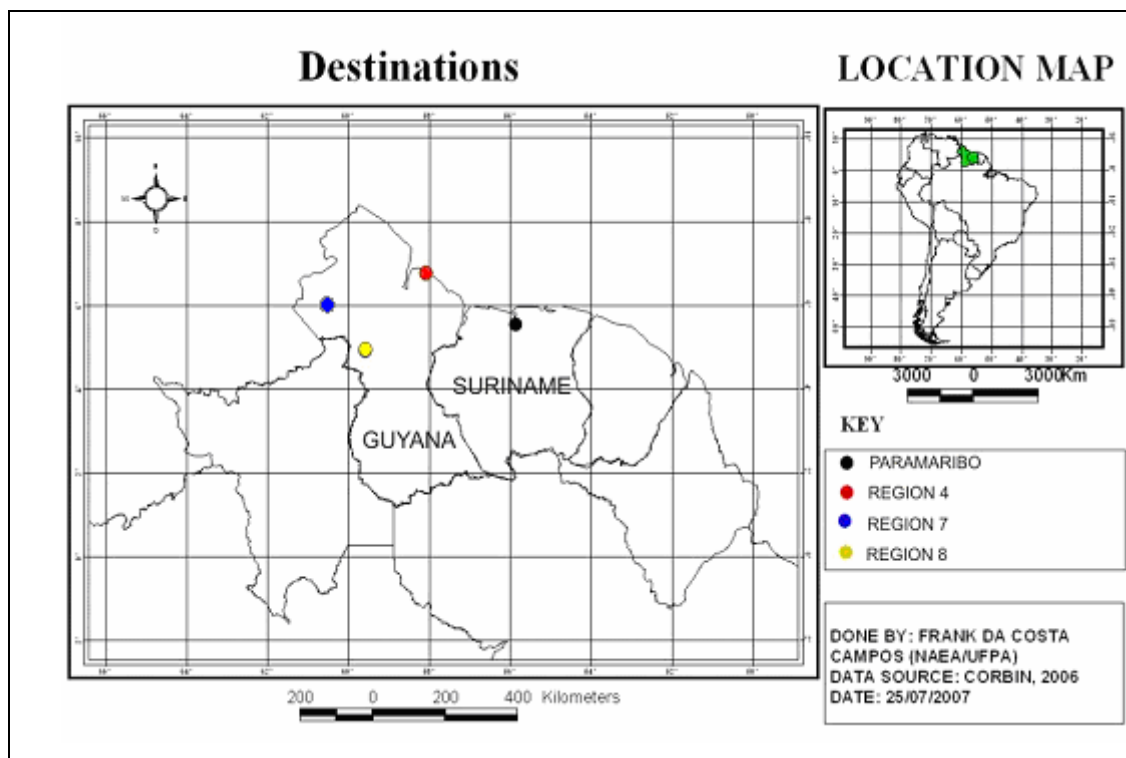 Destinations
GUYANA
SURINAME
200 0 200 400 Kilometers
LOCATION MAP
3000 0 3000Km
KEY
PARAMARIBO
REGION 4
REGION 7
REGION 8
DONE BY: FRANK DA COSTA
CAMPOS (NAEA/UFPA)
DATA SOURCE: CORBIN, 2006
DATE: 25/07/2007